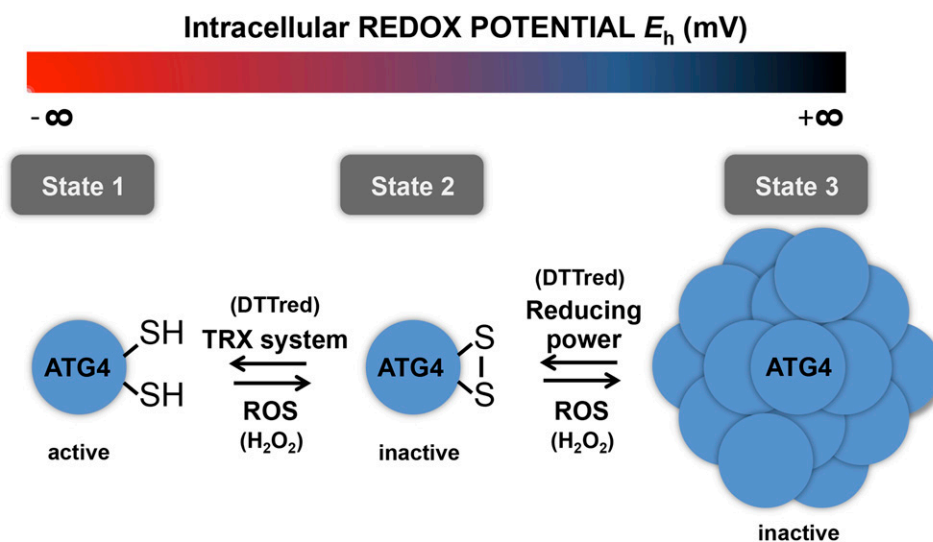 Intracellular REDOX POTENTIAL Eh (mV)
- ∞
+∞
State 1
State 2
State 3
ATG4
SH
SH
active
(DTTred)
TRX system
ROS
(H2O2)
ATG4
S
S
inactive
(DTTred)
Reducing
power
ROS
(H2O2)
ATG4
inactive